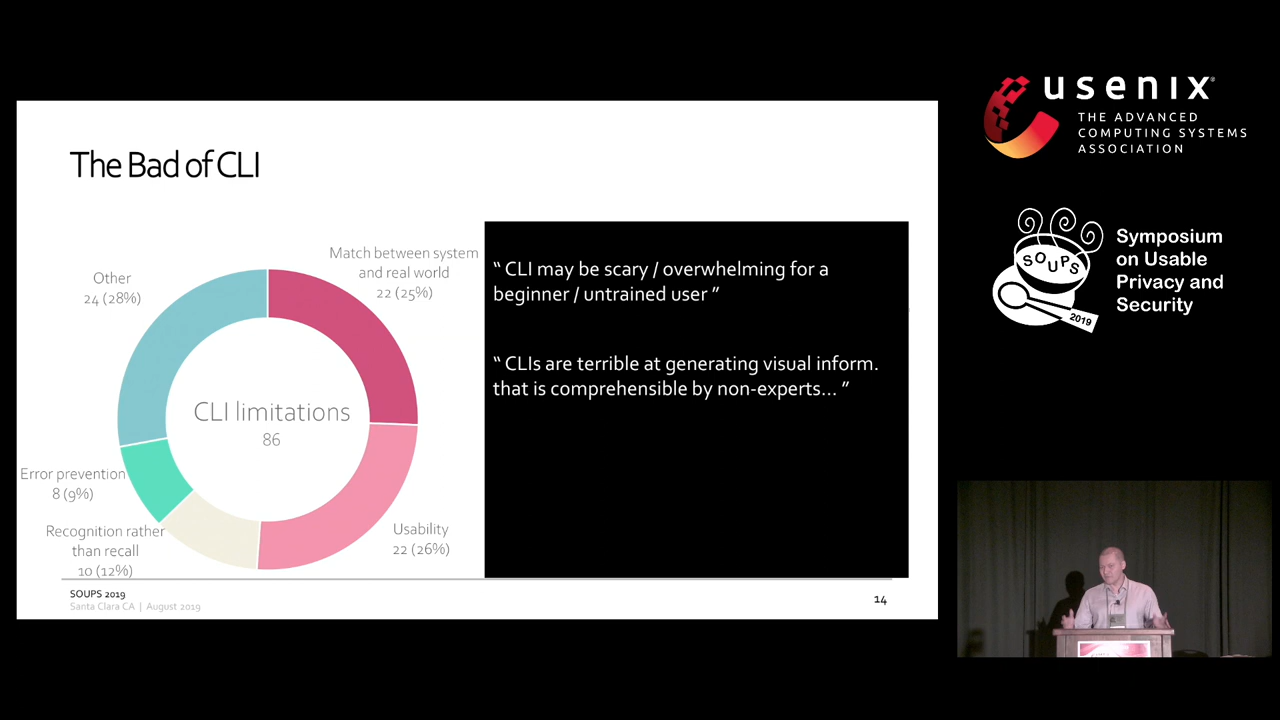 The Bad of CLI
Match between system
and real world
22 (25%)
Other
24 (28%)
CLI limitations
86
Error prevention
8 (9%)
Recognition rather
than recall
10 (12%)
Usability
22 (26%)
“ CLI may be scary / overwhelming for a
beginner / untrained user ”
“ CLIs are terrible at generating visual inform.
that is comprehensible by non-experts... ”
SOUPS 2019
Santa Clara CA | August 2019
14
usenix
THE ADVANCED
COMPUTING SYSTEMS
ASSOCIATION
SOUPS
2019
Symposium
on Usable
Privacy and
Security